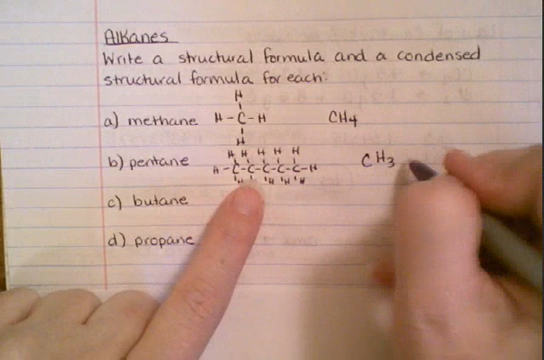 Alkanes
Write a structural formula and a condensed
structural formula for each:
H
a) methane H-C-H CH4
H
H H H H H
b) pentane H-C-C-C-C-C-H CH3
H H H
c) butane
d) propane